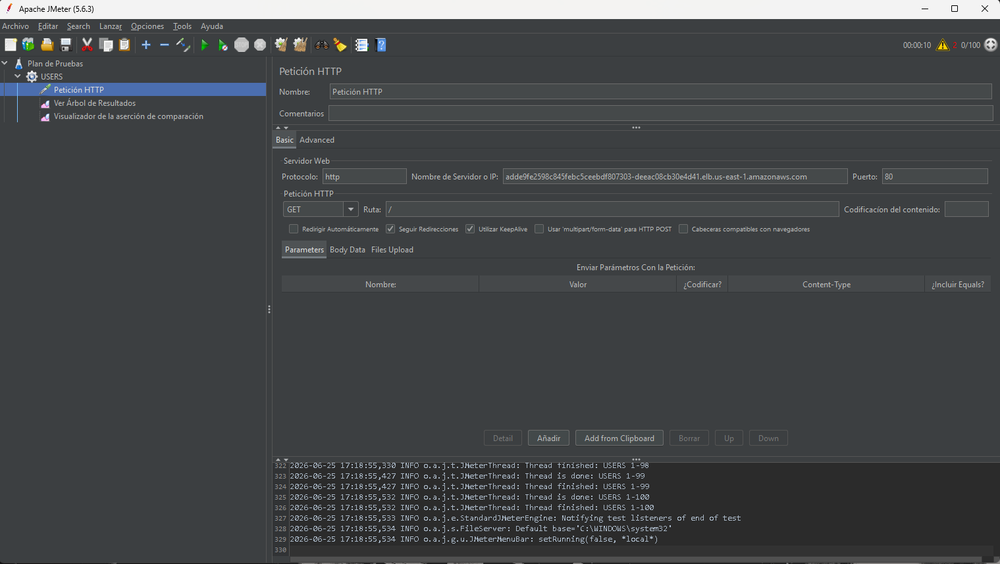 Apache JMeter (5.6.3)
Archivo Editar Search Lanzar Opciones Tools Ayuda
STOP
00:00:10 2 0/100
Plan de Pruebas
USERS
Petición HTTP
Ver Árbol de Resultados
Visualizador de la aserción de comparación
Petición HTTP
Nombre: Petición HTTP
Comentarios
Basic Advanced
Servidor Web
Protocolo: http Nombre de Servidor o IP: adde9fe2598c845febc5ceebdf807303-deeac08cb30e4d41.elb.us-east-1.amazonaws.com Puerto: 80
Petición HTTP
GET Ruta: / Codificacíon del contenido:
Redirigir Automáticamente Seguir Redirecciones Utilizar KeepAlive Usar 'multipart/form-data' para HTTP POST Cabeceras compatibles con navegadores
Parameters Body Data Files Upload
Enviar Parámetros Con la Petición:
Nombre: Valor ¿Codificar? Content-Type ¿Incluir Equals?
Detail Añadir Add from Clipboard Borrar Up Down
322 2026-06-25 17:18:55,330 INFO o.a.j.t.JMeterThread: Thread finished: USERS 1-98
323 2026-06-25 17:18:55,427 INFO o.a.j.t.JMeterThread: Thread is done: USERS 1-99
324 2026-06-25 17:18:55,427 INFO o.a.j.t.JMeterThread: Thread finished: USERS 1-99
325 2026-06-25 17:18:55,532 INFO o.a.j.t.JMeterThread: Thread is done: USERS 1-100
326 2026-06-25 17:18:55,532 INFO o.a.j.t.JMeterThread: Thread finished: USERS 1-100
327 2026-06-25 17:18:55,533 INFO o.a.j.e.StandardJMeterEngine: Notifying test listeners of end of test
328 2026-06-25 17:18:55,534 INFO o.a.j.s.FileServer: Default base='C:\WINDOWS\system32'
329 2026-06-25 17:18:55,534 INFO o.a.j.g.u.JMeterMenuBar: setRunning(false, *local*)
330